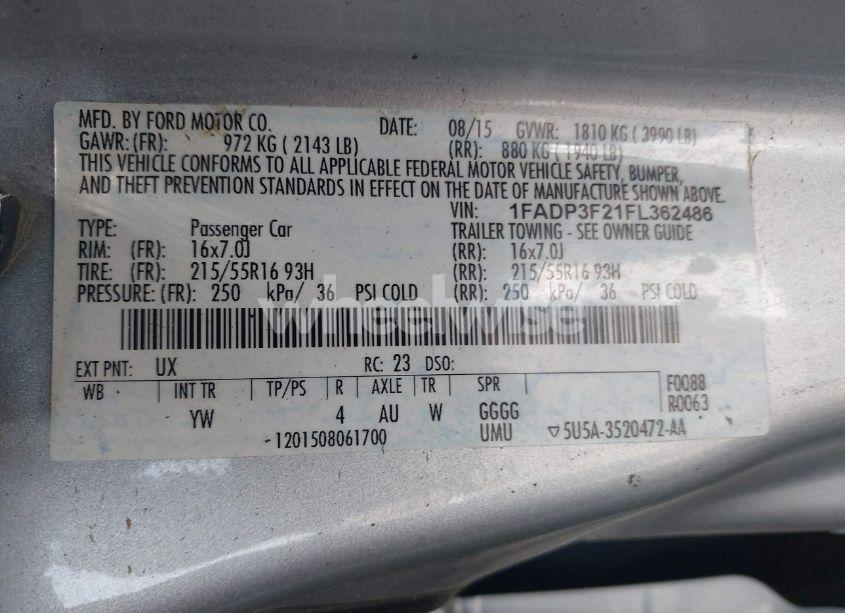 MFD. BY FORD MOTOR CO. DATE: 08/15 GVWR: 1810 KG ( 3990 LB)
GAWR: (FR): 972 KG ( 2143 LB) (RR): 880 KG ( 1940 LB)
THIS VEHICLE CONFORMS TO ALL APPLICABLE FEDERAL MOTOR VEHICLE SAFETY, BUMPER,
AND THEFT PREVENTION STANDARDS IN EFFECT ON THE DATE OF MANUFACTURE SHOWN ABOVE.
VIN: 1FADP3F21FL362486
TYPE: Passenger Car TRAILER TOWING - SEE OWNER GUIDE
RIM: (FR): 16x7.0J (RR): 16x7.0J
TIRE: (FR): 215/55R16 93H (RR): 215/55R16 93H
PRESSURE: (FR): 250 kPa/ 36 PSI COLD (RR): 250 kPa/ 36 PSI COLD
wheelwise
EXT PNT: UX RC: 23 DSO:
WB INT TR TP/PS R AXLE TR SPR F0088
YW 4 AU W GGGG R0063
-1201508061700 UMU ▽5U5A-3520472-AA